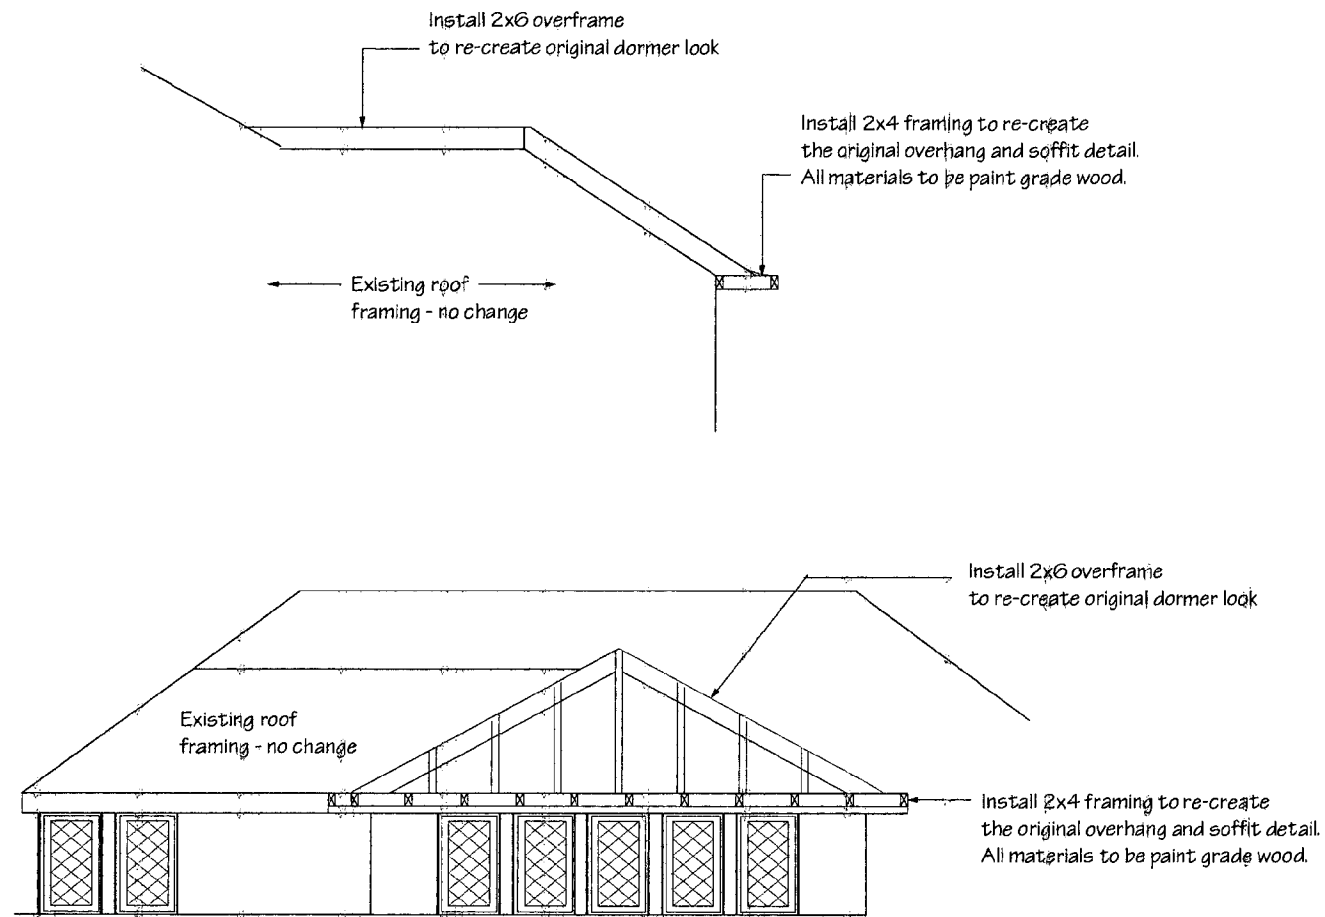 Install 2x6 overframe
to re-create original dormer look
Install 2x4 framing to re-create
the original overhang and soffit detail.
All materials to be paint grade wood.
Existing roof
framing - no change
Install 2x6 overframe
to re-create original dormer look
Existing roof
framing - no change
Install 2x4 framing to re-create
the original overhang and soffit detail.
All materials to be paint grade wood.